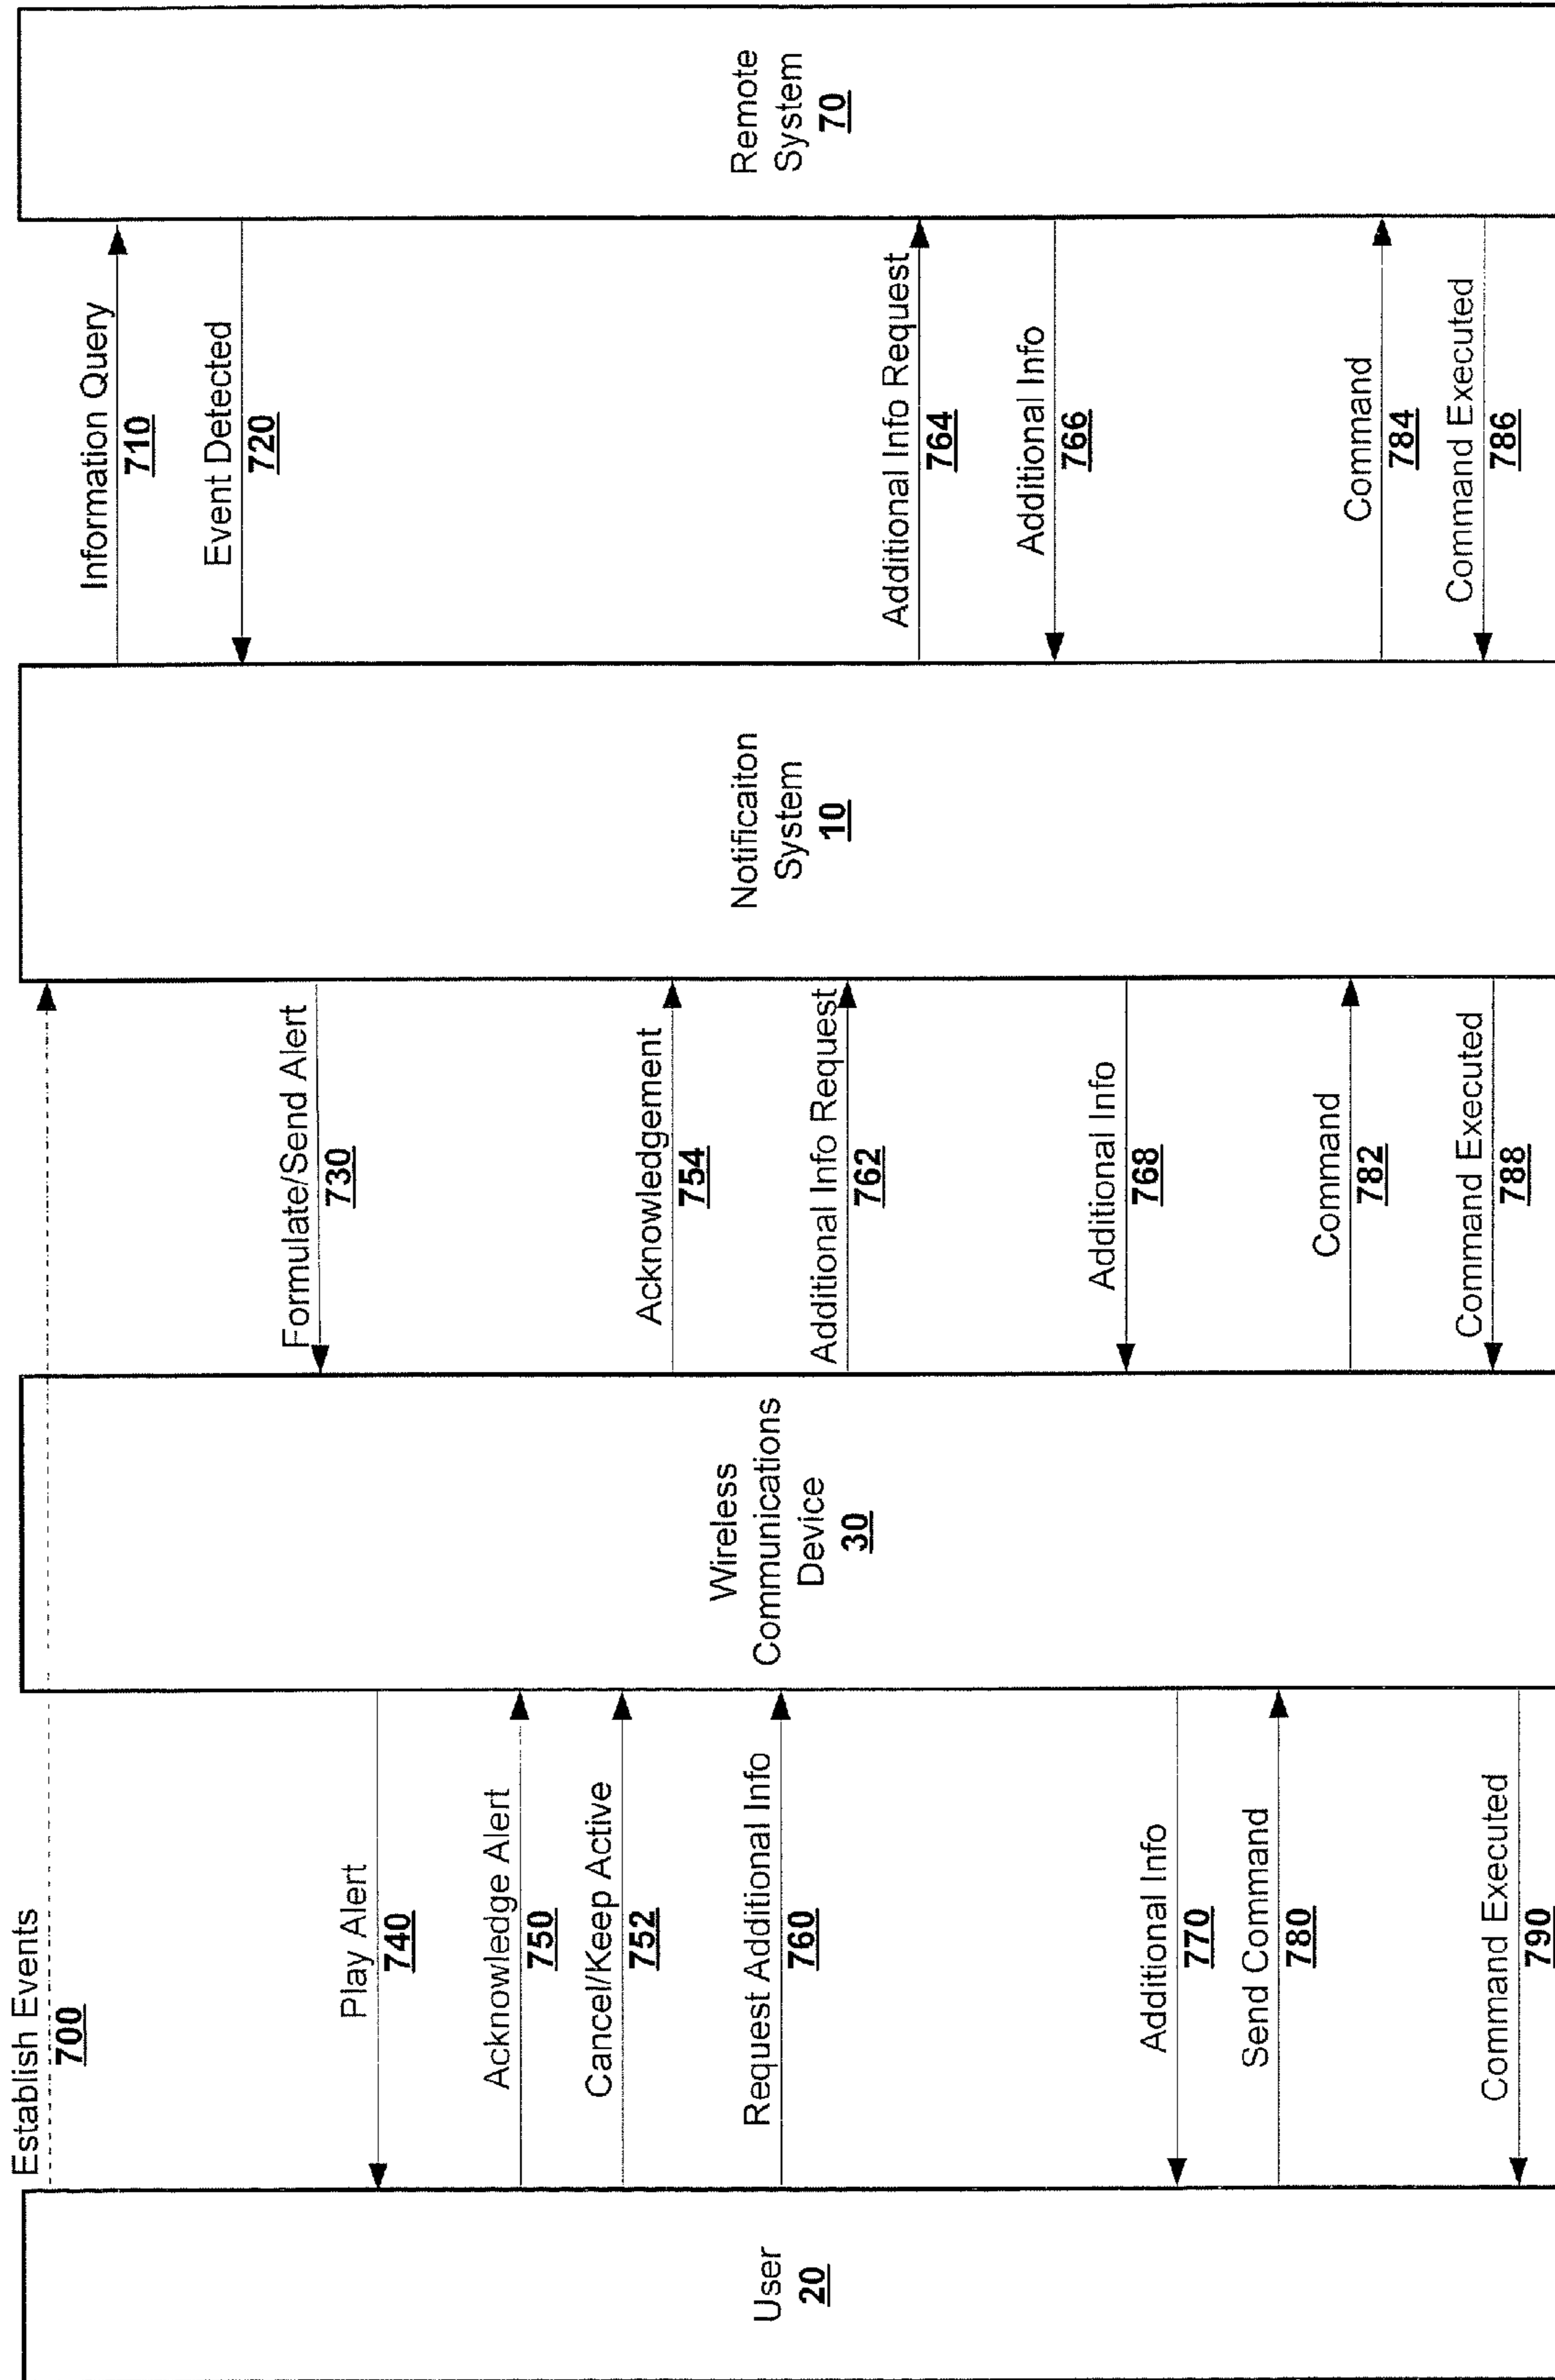 Establish Events
700
Information Query
710
Event Detected
720
Formulate/Send Alert
730
Play Alert
740
Acknowledge Alert
750
Cancel/Keep Active
752
Acknowledgement
754
User
20
Wireless
Communications
Device
30
Notificaiton
System
10
Remote
System
70
Request Additional Info
760
Additional Info Request
762
Additional Info Request
764
Additional Info
766
Additional Info
768
Additional Info
770
Send Command
780
Command
782
Command
784
Command Executed
786
Command Executed
788
Command Executed
790